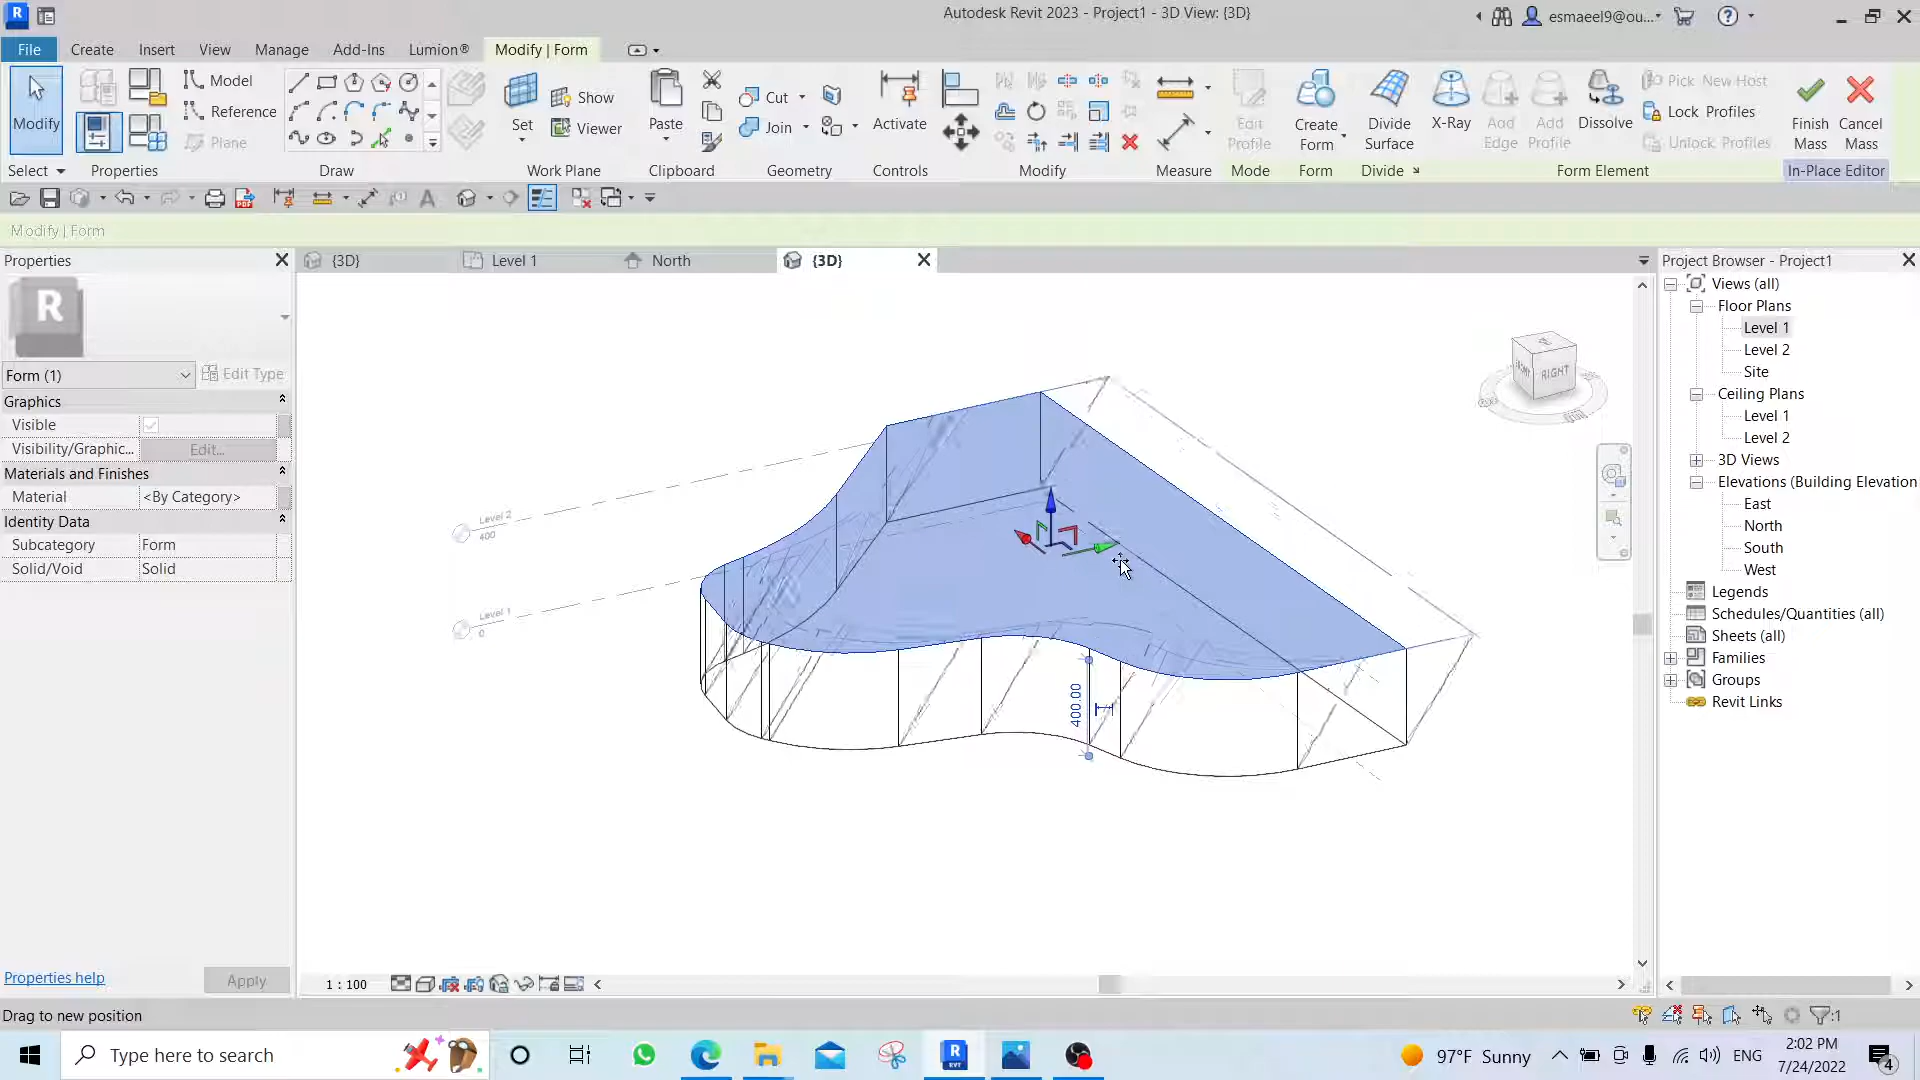 Autodesk Revit 2023 - Project1 - 3D View: {3D}
esmaeel9@ou...
File
Create
Insert
View
Manage
Add-Ins
Lumion®
Modify | Form
Modify
Model
Reference
Plane
Set
Show
Viewer
Paste
Cut
Join
Activate
Edit Profile
Create Form
Divide Surface
X-Ray
Add Edge
Add Profile
Dissolve
Pick New Host
Lock Profiles
Unlock Profiles
Finish Mass
Cancel Mass
Select
Properties
Draw
Work Plane
Clipboard
Geometry
Controls
Modify
Measure
Mode
Form
Divide
Form Element
In-Place Editor
Modify | Form
Properties
{3D}
Level 1
North
{3D}
Project Browser - Project1
R
Form (1)
Edit Type
Graphics
Visible
Visibility/Graphic...
Edit...
Materials and Finishes
Material
<By Category>
Identity Data
Subcategory
Form
Solid/Void
Solid
Properties help
Apply
Level 2
400
Level 1
0
400.00
FRONT
RIGHT
Views (all)
Floor Plans
Level 1
Level 2
Site
Ceiling Plans
Level 1
Level 2
3D Views
Elevations (Building Elevation
East
North
South
West
Legends
Schedules/Quantities (all)
Sheets (all)
Families
Groups
Revit Links
1 : 100
Drag to new position
:1
Type here to search
97°F Sunny
ENG
2:02 PM
7/24/2022
4